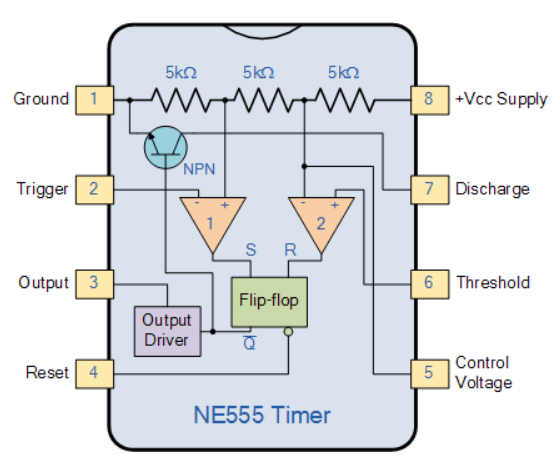 5kΩ 5kΩ 5kΩ
Ground 1 8 +Vcc Supply
NPN
Trigger 2 - + - + 7 Discharge
1 2
S R
Output 3 Flip-flop 6 Threshold
Output
Driver
Q̅
Reset 4 5 Control
Voltage
NE555 Timer